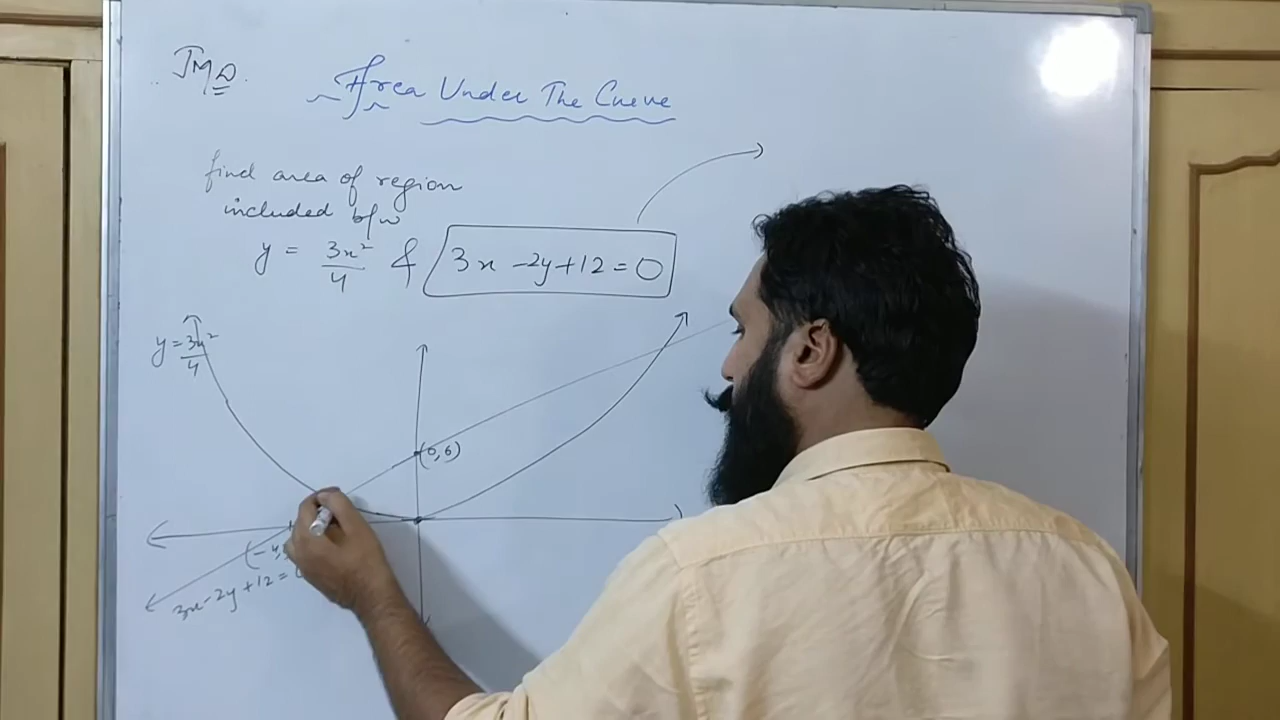 JMD.
Area Under The Curve
find area of region
included b/w
y = 3x²/4 & 3x - 2y + 12 = 0
y = 3x²/4
(0,6)
(-4,
3x - 2y + 12 =